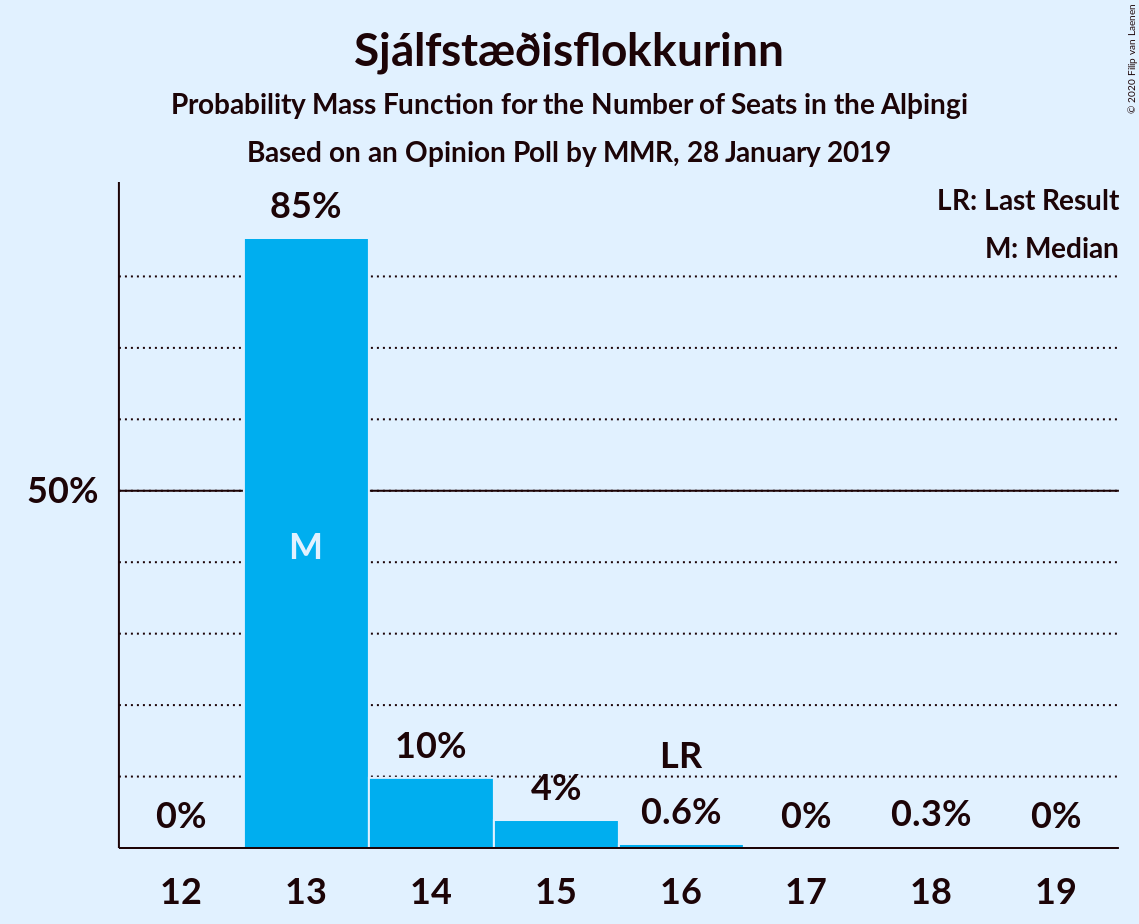 Sjálfstæðisflokkurinn
Probability Mass Function for the Number of Seats in the Alþingi
Based on an Opinion Poll by MMR, 28 January 2019
© 2020 Filip van Laenen
LR: Last Result
M: Median
85%
50%
M
10%
LR
4%
0%
0.6%
0%
0.3%
0%
12 13 14 15 16 17 18 19